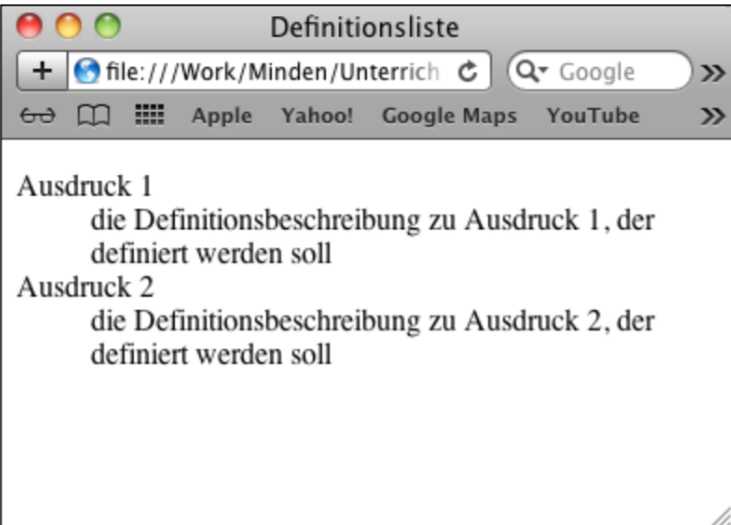 Definitionsliste
+ file:///Work/Minden/Unterrich Google »
Apple Yahoo! Google Maps YouTube »
Ausdruck 1
die Definitionsbeschreibung zu Ausdruck 1, der
definiert werden soll
Ausdruck 2
die Definitionsbeschreibung zu Ausdruck 2, der
definiert werden soll